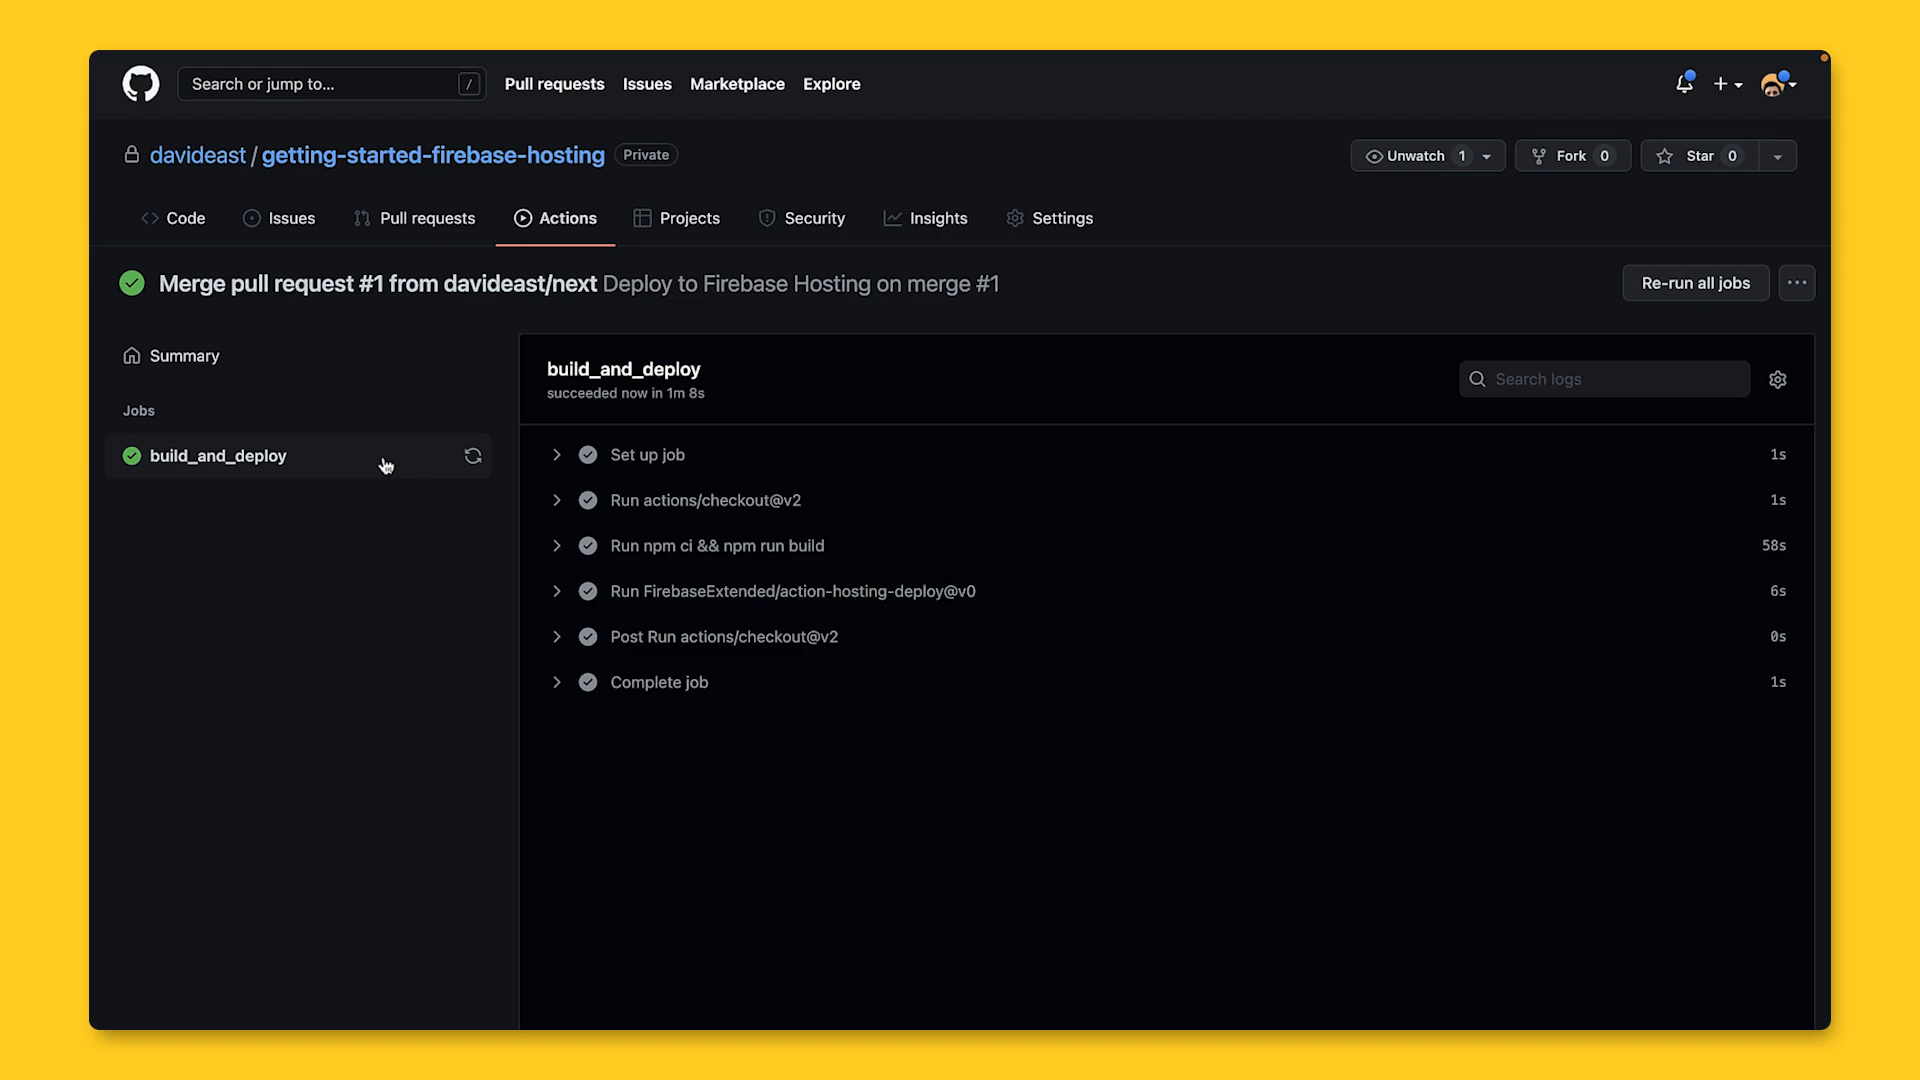 Search or jump to... /
Pull requests Issues Marketplace Explore
davideast / getting-started-firebase-hosting Private
Unwatch 1 Fork 0 Star 0
Code Issues Pull requests Actions Projects Security Insights Settings
Merge pull request #1 from davideast/next Deploy to Firebase Hosting on merge #1
Re-run all jobs
Summary
Jobs
build_and_deploy
build_and_deploy
succeeded now in 1m 8s
Search logs
Set up job 1s
Run actions/checkout@v2 1s
Run npm ci && npm run build 58s
Run FirebaseExtended/action-hosting-deploy@v0 6s
Post Run actions/checkout@v2 0s
Complete job 1s